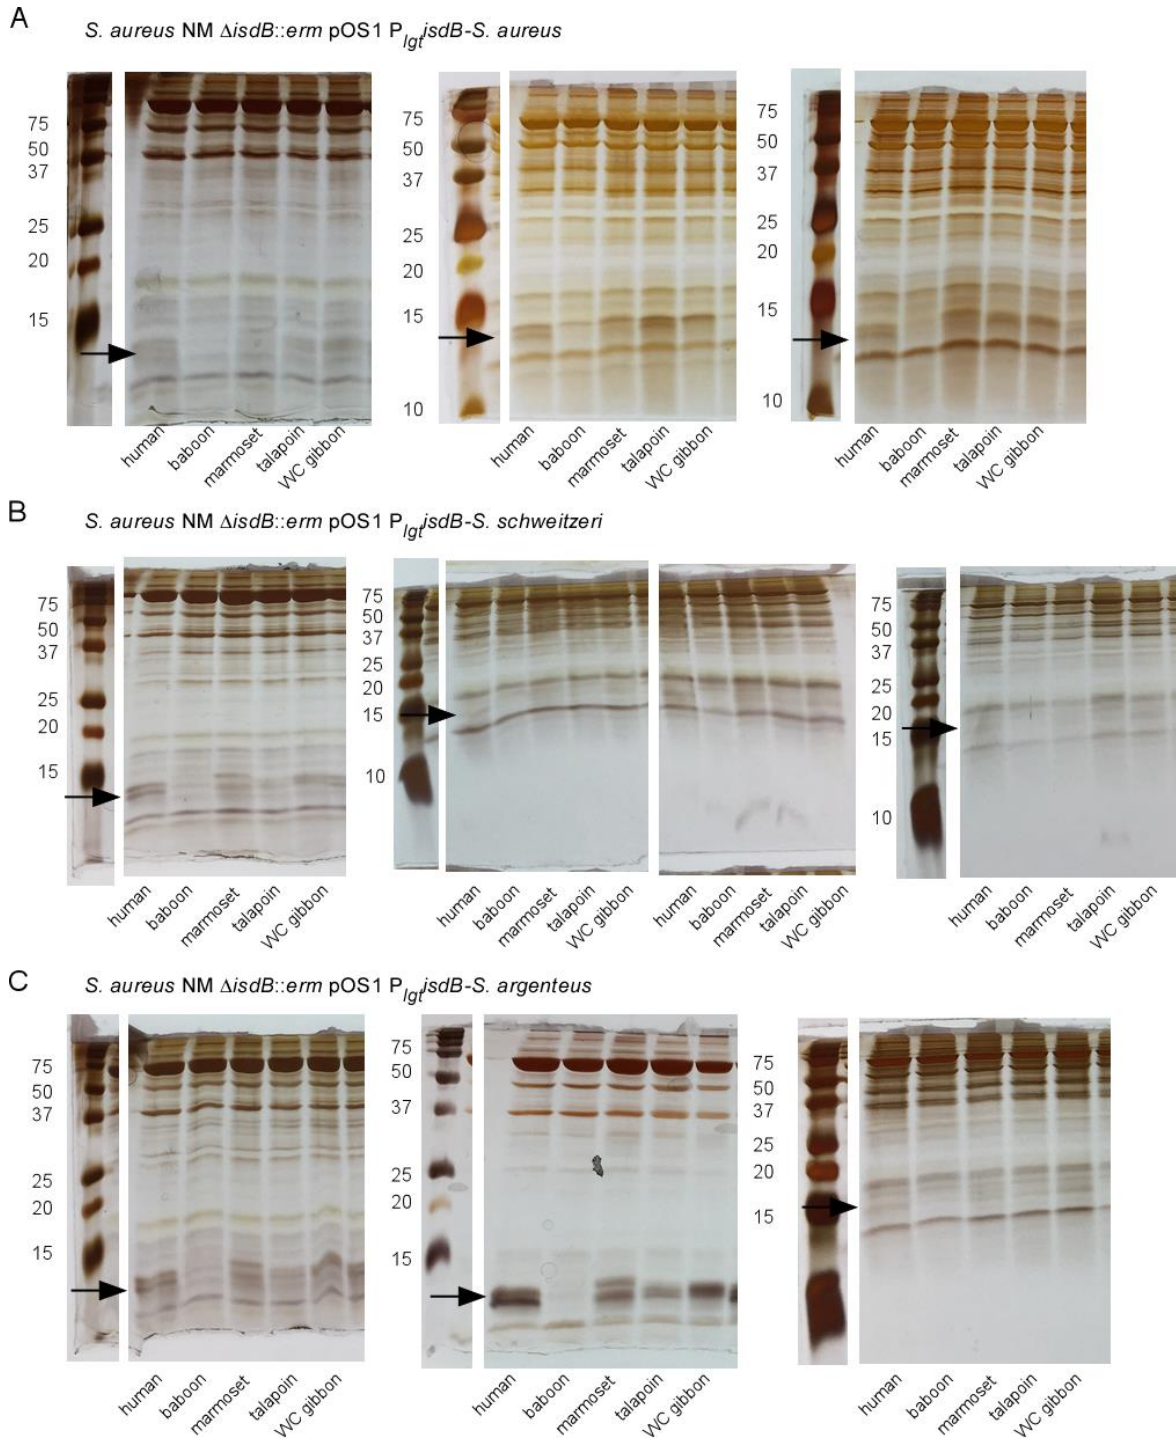 A
S. aureus NM ΔisdB::erm pOS1 P_lgt isdB-S. aureus
75
50
37
25
20
15
75
50
37
25
20
15
10
75
50
37
25
20
15
10
human
baboon
marmoset
talapoin
WC gibbon
human
baboon
marmoset
talapoin
WC gibbon
human
baboon
marmoset
talapoin
WC gibbon
B
S. aureus NM ΔisdB::erm pOS1 P_lgt isdB-S. schweitzeri
75
50
37
25
20
15
75
50
37
25
20
15
10
75
50
37
25
20
15
10
human
baboon
marmoset
talapoin
WC gibbon
human
baboon
marmoset
talapoin
WC gibbon
human
baboon
marmoset
talapoin
WC gibbon
human
baboon
marmoset
talapoin
WC gibbon
C
S. aureus NM ΔisdB::erm pOS1 P_lgt isdB-S. argenteus
75
50
37
25
20
15
75
50
37
25
20
15
75
50
37
25
20
15
human
baboon
marmoset
talapoin
WC gibbon
human
baboon
marmoset
talapoin
WC gibbon
human
baboon
marmoset
talapoin
WC gibbon